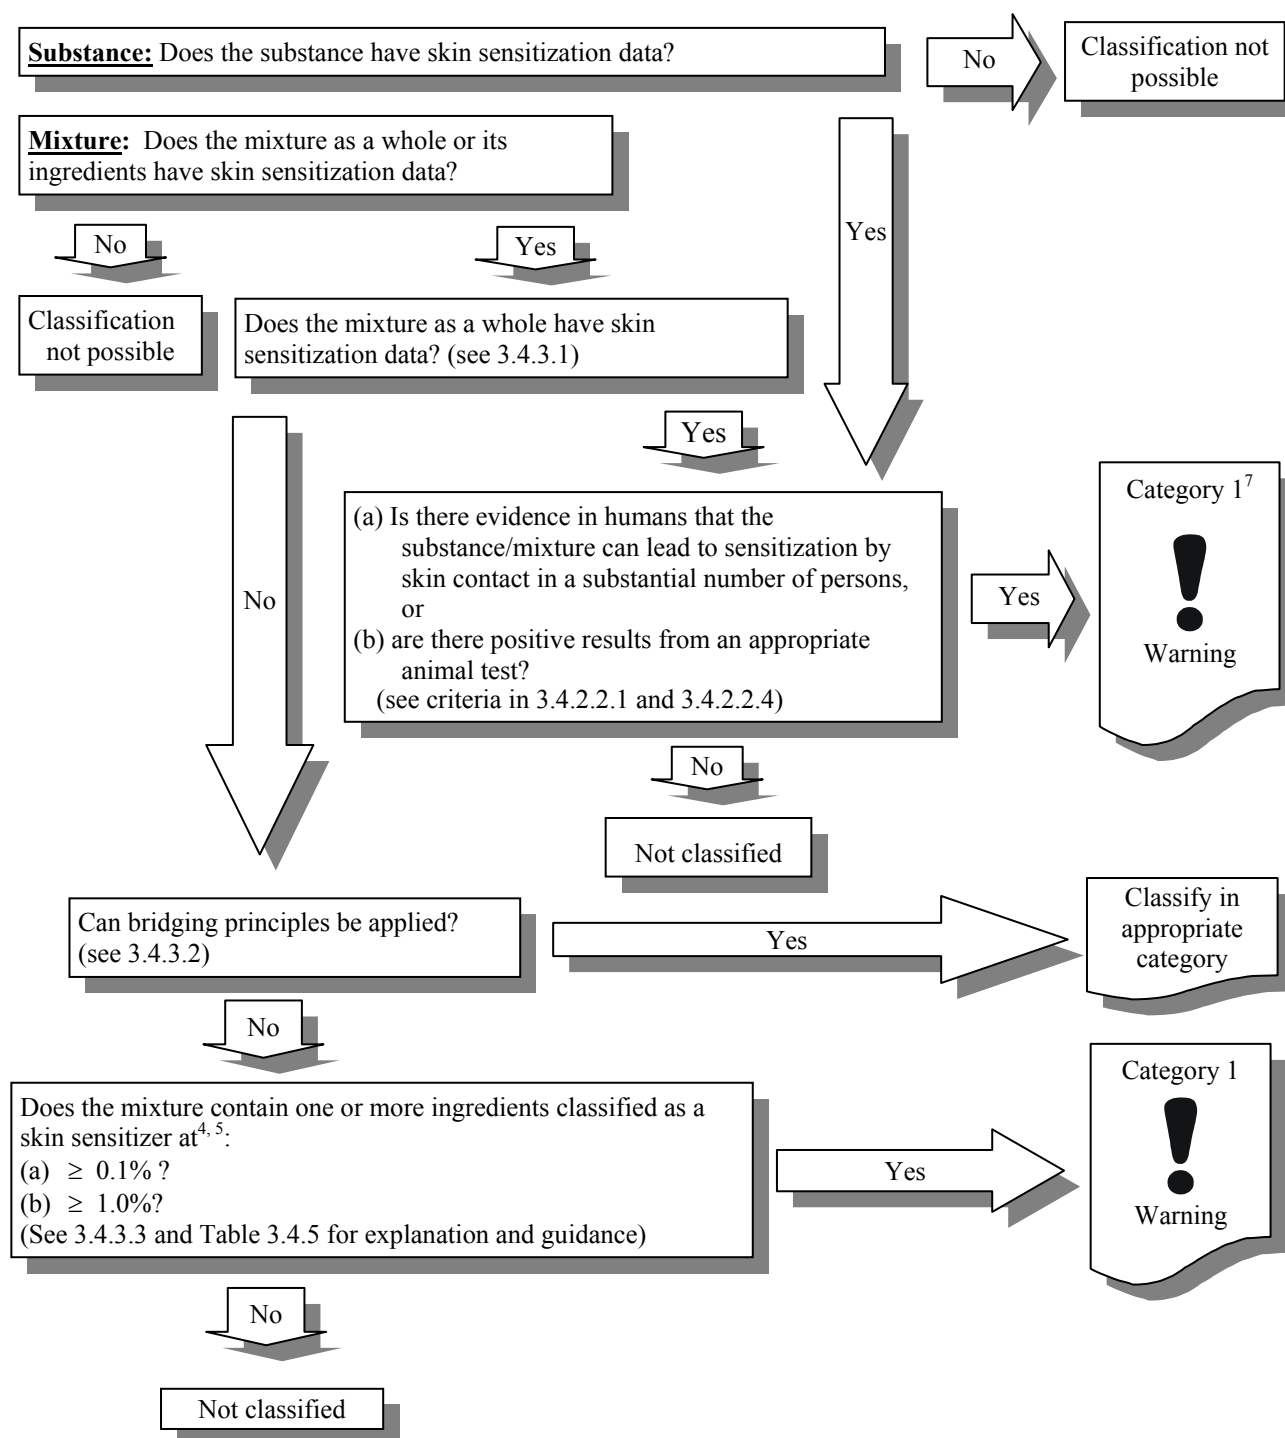 Substance: Does the substance have skin sensitization data?
No
Classification not
possible
Mixture: Does the mixture as a whole or its
ingredients have skin sensitization data?
No
Yes
Yes
Classification
not possible
Does the mixture as a whole have skin
sensitization data? (see 3.4.3.1)
Yes
No
(a) Is there evidence in humans that the
substance/mixture can lead to sensitization by
skin contact in a substantial number of persons,
or
(b) are there positive results from an appropriate
animal test?
(see criteria in 3.4.2.2.1 and 3.4.2.2.4)
Yes
Category 1⁷
!
Warning
No
Not classified
Can bridging principles be applied?
(see 3.4.3.2)
Yes
Classify in
appropriate
category
No
Does the mixture contain one or more ingredients classified as a
skin sensitizer at⁴, ⁵:
(a) ≥ 0.1% ?
(b) ≥ 1.0%?
(See 3.4.3.3 and Table 3.4.5 for explanation and guidance)
Yes
Category 1
!
Warning
No
Not classified